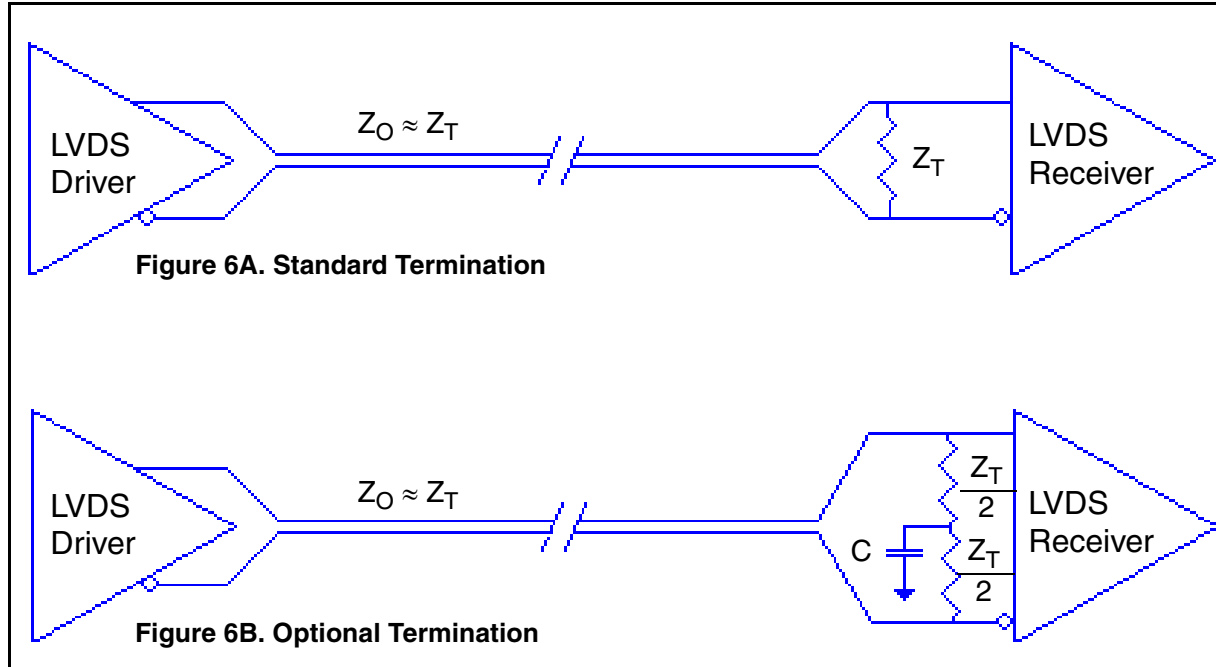 LVDS
Driver
Z_O ≈ Z_T
Z_T
LVDS
Receiver
Figure 6A. Standard Termination
LVDS
Driver
Z_O ≈ Z_T
C
Z_T
2
Z_T
2
LVDS
Receiver
Figure 6B. Optional Termination